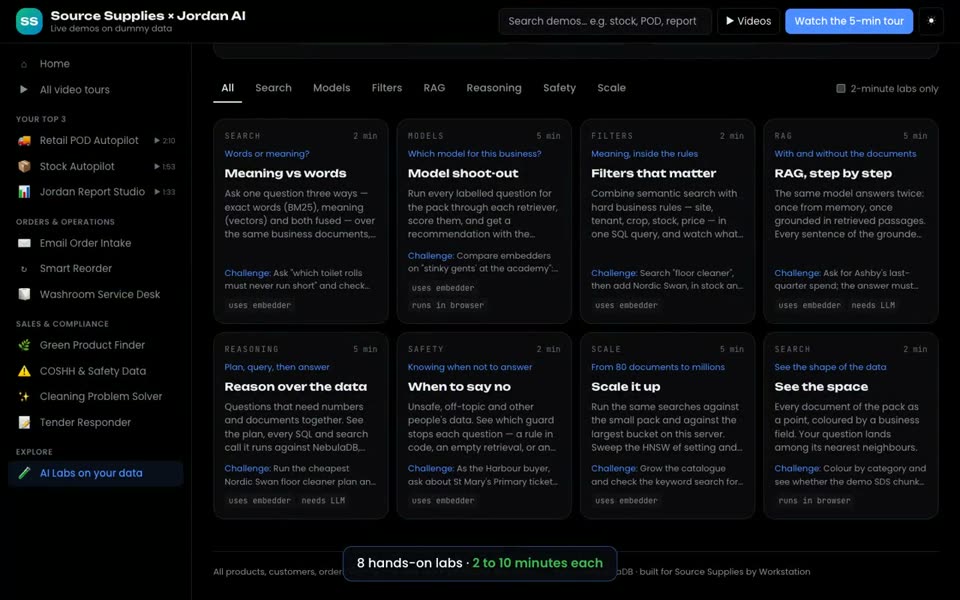 SS
Source Supplies × Jordan AI
Live demos on dummy data
Search demos... e.g. stock, POD, report
▶ Videos
Watch the 5-min tour
Home
All video tours
YOUR TOP 3
Retail POD Autopilot ▶ 2:10
Stock Autopilot ▶ 1:53
Jordan Report Studio ▶ 1:33
ORDERS & OPERATIONS
Email Order Intake
Smart Reorder
Washroom Service Desk
SALES & COMPLIANCE
Green Product Finder
COSHH & Safety Data
Cleaning Problem Solver
Tender Responder
EXPLORE
AI Labs on your data
All Search Models Filters RAG Reasoning Safety Scale
2-minute labs only
SEARCH 2 min
Words or meaning?
Meaning vs words
Ask one question three ways —
exact words (BM25), meaning
(vectors) and both fused — over
the same business documents,...
Challenge: Ask "which toilet rolls
must never run short" and check...
uses embedder
MODELS 5 min
Which model for this business?
Model shoot-out
Run every labelled question for
the pack through each retriever,
score them, and get a
recommendation with the...
Challenge: Compare embedders
on "stinky gents' at the academy"...
uses embedder
runs in browser
FILTERS 2 min
Meaning, inside the rules
Filters that matter
Combine semantic search with
hard business rules — site,
tenant, crop, stock, price — in
one SQL query, and watch what...
Challenge: Search "floor cleaner",
then add Nordic Swan, in stock an...
uses embedder
RAG 5 min
With and without the documents
RAG, step by step
The same model answers twice:
once from memory, once
grounded in retrieved passages.
Every sentence of the grounde...
Challenge: Ask for Ashby's last-
quarter spend; the answer must...
uses embedder needs LLM
REASONING 5 min
Plan, query, then answer
Reason over the data
Questions that need numbers
and documents together. See
the plan, every SQL and search
call it runs against NebulaDB,...
Challenge: Run the cheapest
Nordic Swan floor cleaner plan an...
uses embedder needs LLM
SAFETY 2 min
Knowing when not to answer
When to say no
Unsafe, off-topic and other
people's data. See which guard
stops each question — a rule in
code, an empty retrieval, or an...
Challenge: As the Harbour buyer,
ask about St Mary's Primary ticket...
uses embedder
SCALE 5 min
From 80 documents to millions
Scale it up
Run the same searches against
the small pack and against the
largest bucket on this server.
Sweep the HNSW ef setting and...
Challenge: Grow the catalogue
and check the keyword search for...
uses embedder
SEARCH 2 min
See the shape of the data
See the space
Every document of the pack as
a point, coloured by a business
field. Your question lands
among its nearest neighbours.
Challenge: Colour by category and
see whether the demo SDS chunk...
runs in browser
8 hands-on labs · 2 to 10 minutes each
All products, customers, order
aDB · built for Source Supplies by Workstation